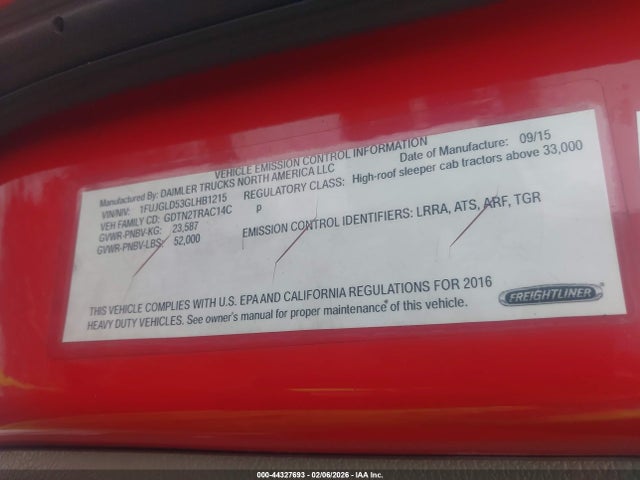 VEHICLE EMISSION CONTROL INFORMATION
Manufactured By: DAIMLER TRUCKS NORTH AMERICA LLC
Date of Manufacture: 09/15
VIN/NIV: 1FUJGLD53GLHB1215
REGULATORY CLASS: High-roof sleeper cab tractors above 33,000
VEH FAMILY CD: GDTN2TRAC14C
p
GVWR-PNBV-KG: 23,587
GVWR-PNBV-LBS: 52,000
EMISSION CONTROL IDENTIFIERS: LRRA, ATS, ARF, TGR
THIS VEHICLE COMPLIES WITH U.S. EPA AND CALIFORNIA REGULATIONS FOR 2016
HEAVY DUTY VEHICLES. See owner's manual for proper maintenance of this vehicle.
FREIGHTLINER
000-44327693 - 02/06/2026 - IAA Inc.